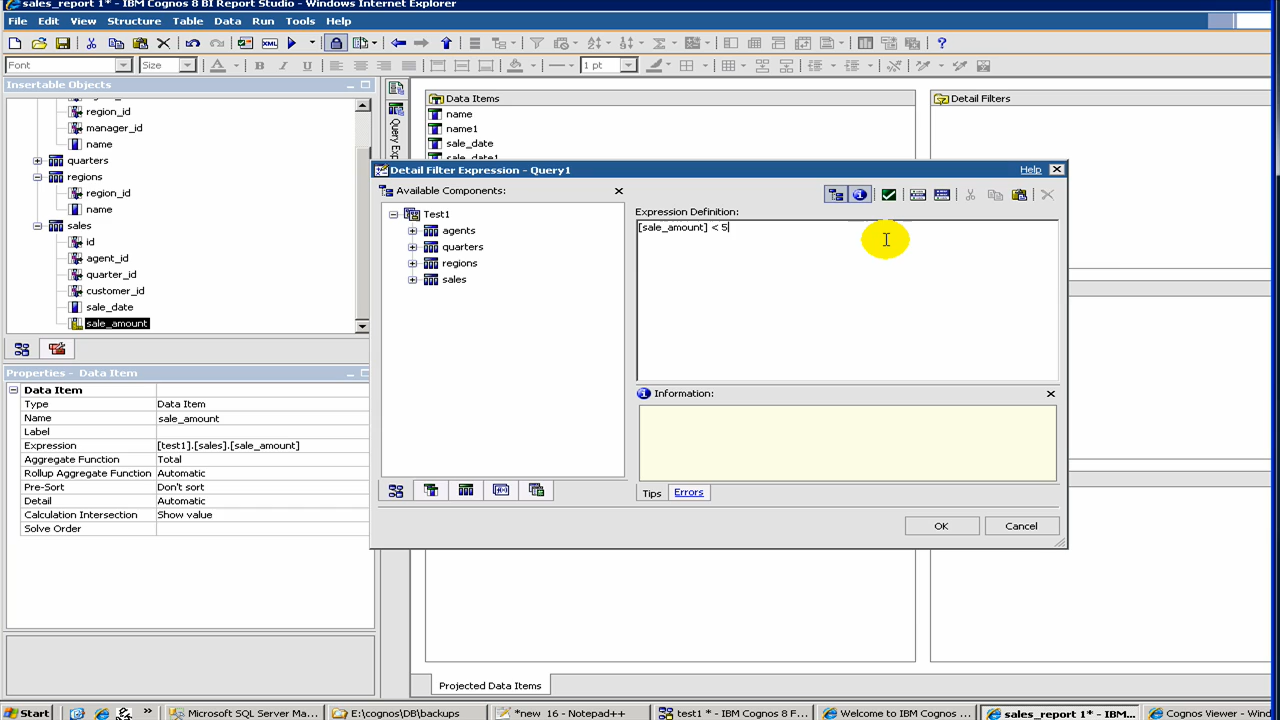 sales_report 1* - IBM Cognos 8 BI Report Studio - Windows Internet Explorer
File Edit View Structure Table Data Run Tools Help
Font Size 1 pt
Insertable Objects
region_id
manager_id
name
quarters
regions
region_id
name
sales
id
agent_id
quarter_id
customer_id
sale_date
sale_amount
Properties - Data Item
Data Item
Type Data Item
Name sale_amount
Label
Expression [test1].[sales].[sale_amount]
Aggregate Function Total
Rollup Aggregate Function Automatic
Pre-Sort Don't sort
Detail Automatic
Calculation Intersection Show value
Solve Order
Data Items
name
name1
sale_date
sale_date1
Detail Filters
Detail Filter Expression - Query1 Help
Available Components:
Test1
agents
quarters
regions
sales
Expression Definition:
[sale_amount] < 5
Information:
Tips Errors
OK Cancel
Projected Data Items
Start » Microsoft SQL Server Ma... E:\cognos\DB\backups *new 16 - Notepad++ test1 * - IBM Cognos 8 F... Welcome to IBM Cognos ... sales_report 1* - IBM... Cognos Viewer - Wind